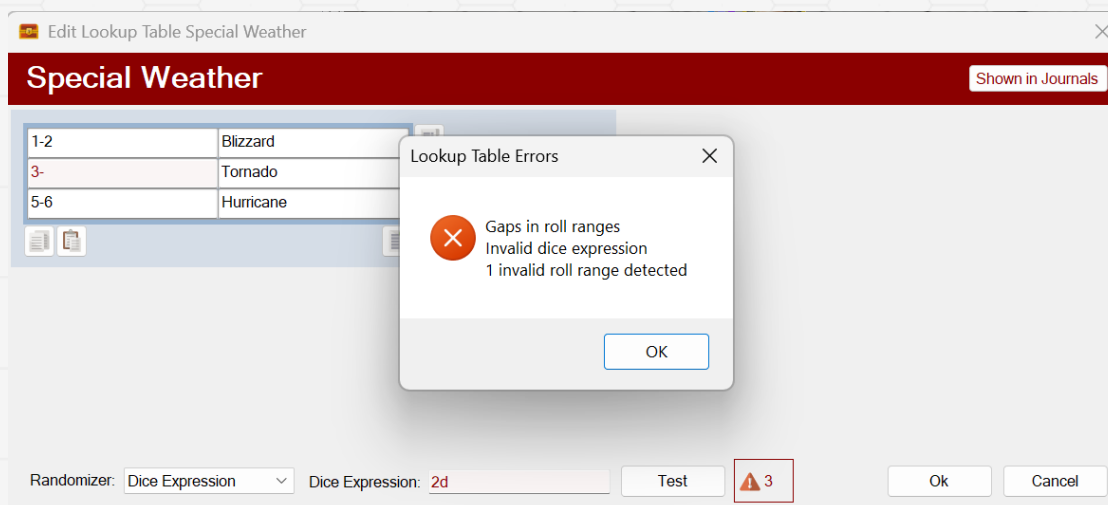 Edit Lookup Table Special Weather
Special Weather
Shown in Journals
1-2 Blizzard
3- Tornado
5-6 Hurricane
Lookup Table Errors
Gaps in roll ranges
Invalid dice expression
1 invalid roll range detected
OK
Randomizer: Dice Expression Dice Expression: 2d Test 3 Ok Cancel